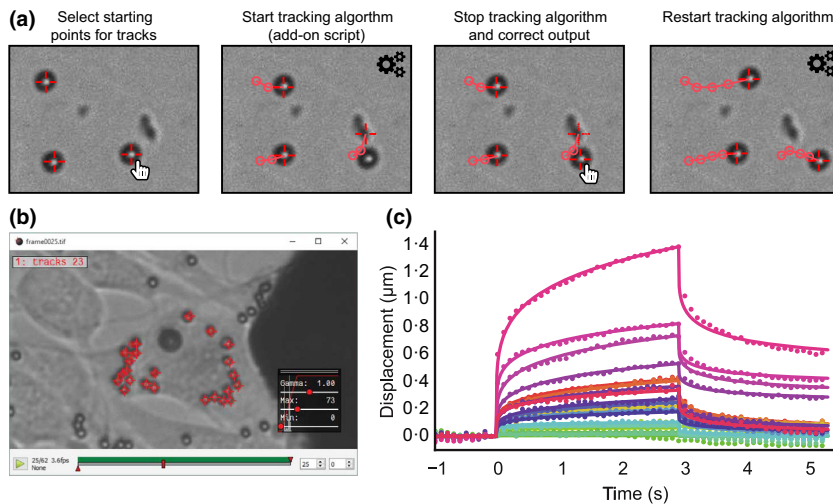 (a)
Select starting
points for tracks
Start tracking algorithm
(add-on script)
Stop tracking algorithm
and correct output
Restart tracking algorithm
(b)
frame0025.tif
1: tracks 23
Gamma: 1.00
Max: 73
Min: 0
25/62 3.6fps
None
25
0
(c)
Displacement (µm)
1·4
1·2
1·0
0·8
0·6
0·4
0·2
0·0
−1 0 1 2 3 4 5
Time (s)